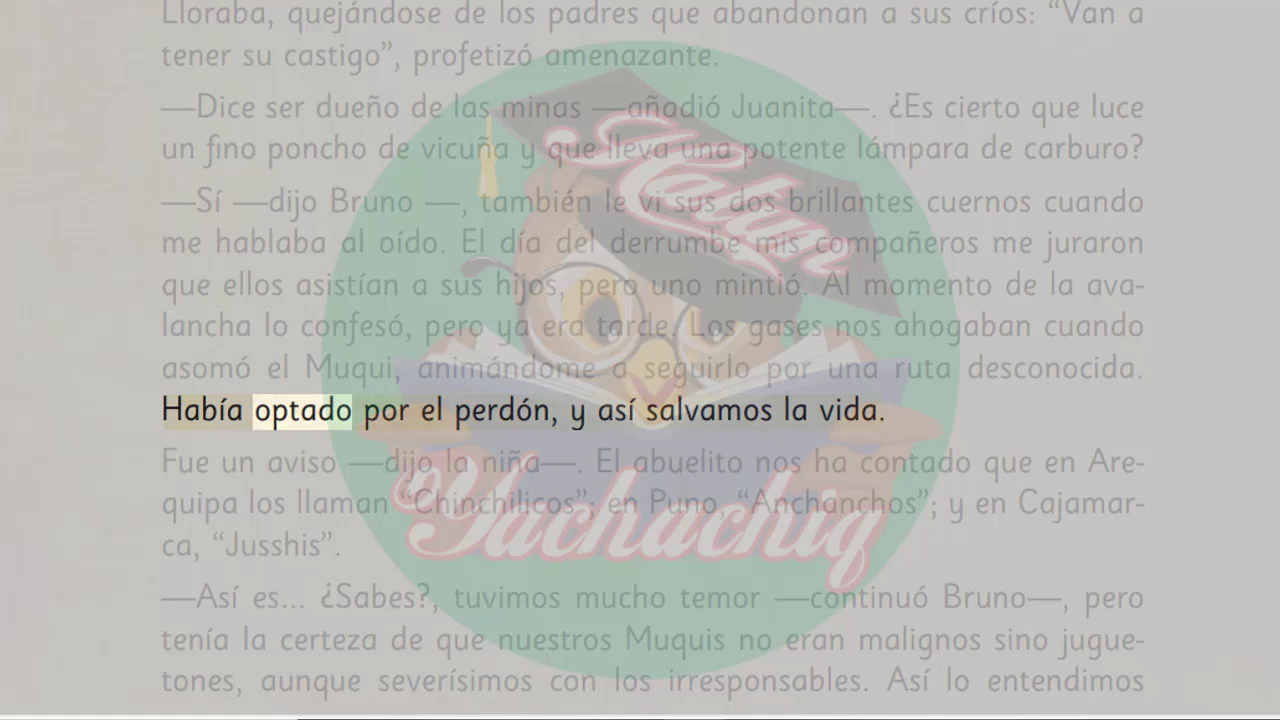 Lloraba, quejándose de los padres que abandonan a sus críos: “Van a
tener su castigo”, profetizó amenazante.
—Dice ser dueño de las minas —añadió Juanita—. ¿Es cierto que luce
un fino poncho de vicuña y que lleva una potente lámpara de carburo?
—Sí —dijo Bruno —, también le vi sus dos brillantes cuernos cuando
me hablaba al oído. El día del derrumbe mis compañeros me juraron
que ellos asistían a sus hijos, pero uno mintió. Al momento de la ava-
lancha lo confesó, pero ya era tarde. Los gases nos ahogaban cuando
asomó el Muqui, animándome a seguirlo por una ruta desconocida.
Había optado por el perdón, y así salvamos la vida.
Fue un aviso —dijo la niña—. El abuelito nos ha contado que en Are-
quipa los llaman “Chinchilicos”; en Puno, “Anchanchos”; y en Cajamar-
ca, “Jusshis”.
—Así es... ¿Sabes?, tuvimos mucho temor —continuó Bruno—, pero
tenía la certeza de que nuestros Muquis no eran malignos sino jugue-
tones, aunque severísimos con los irresponsables. Así lo entendimos
Hatun
Yachachiq